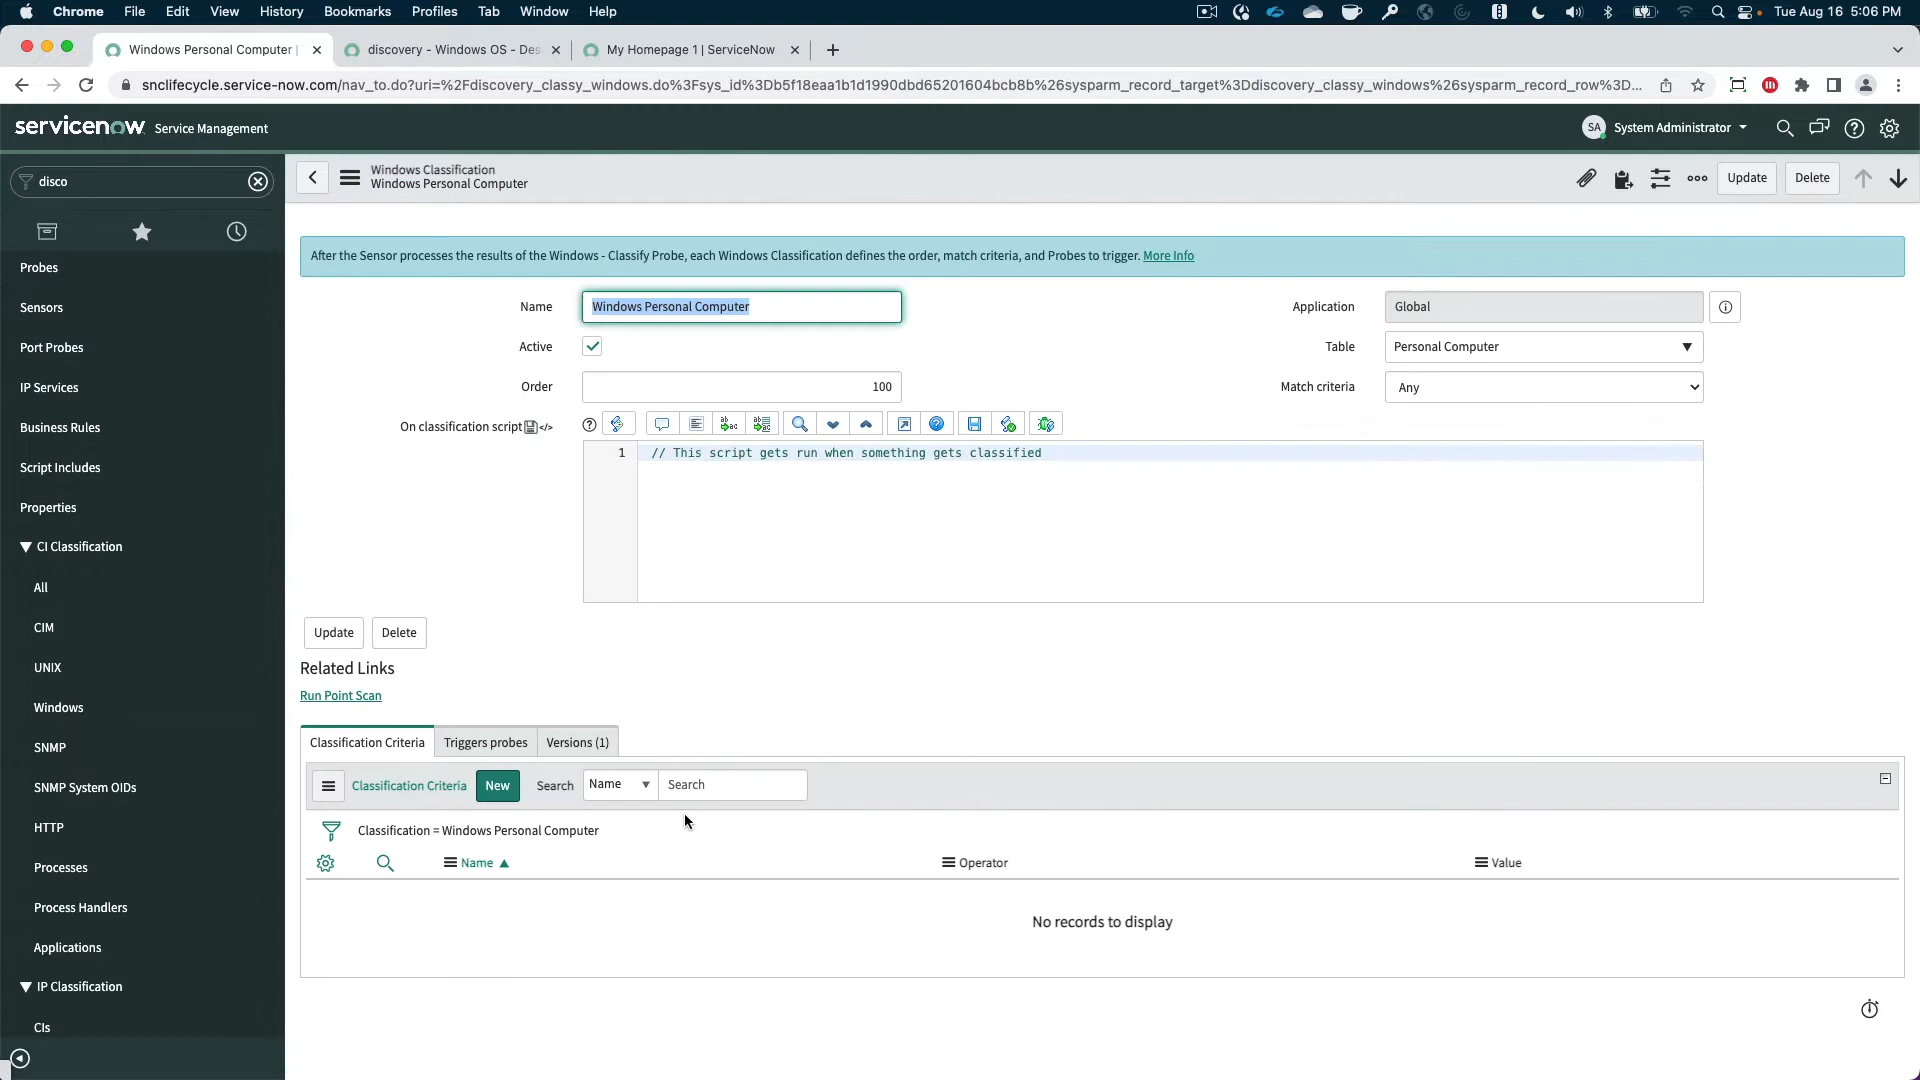 Chrome File Edit View History Bookmarks Profiles Tab Window Help Tue Aug 16 5:06 PM
Windows Personal Computer | discovery - Windows OS - Des My Homepage 1 | ServiceNow
snclifecycle.service-now.com/nav_to.do?uri=%2Fdiscovery_classy_windows.do%3Fsys_id%3Db5f18eaa1b1d1990dbd65201604bcb8b%26sysparm_record_target%3Ddiscovery_classy_windows%26sysparm_record_row%3D...
servicenow Service Management SA System Administrator
disco
Probes
Sensors
Port Probes
IP Services
Business Rules
Script Includes
Properties
CI Classification
All
CIM
UNIX
Windows
SNMP
SNMP System OIDs
HTTP
Processes
Process Handlers
Applications
IP Classification
CIs
Windows Classification
Windows Personal Computer
Update Delete
After the Sensor processes the results of the Windows - Classify Probe, each Windows Classification defines the order, match criteria, and Probes to trigger. More Info
Name Windows Personal Computer Application Global
Active Table Personal Computer
Order 100 Match criteria Any
On classification script
1 // This script gets run when something gets classified
Update Delete
Related Links
Run Point Scan
Classification Criteria Triggers probes Versions (1)
Classification Criteria New Search Name Search
Classification = Windows Personal Computer
Name Operator Value
No records to display